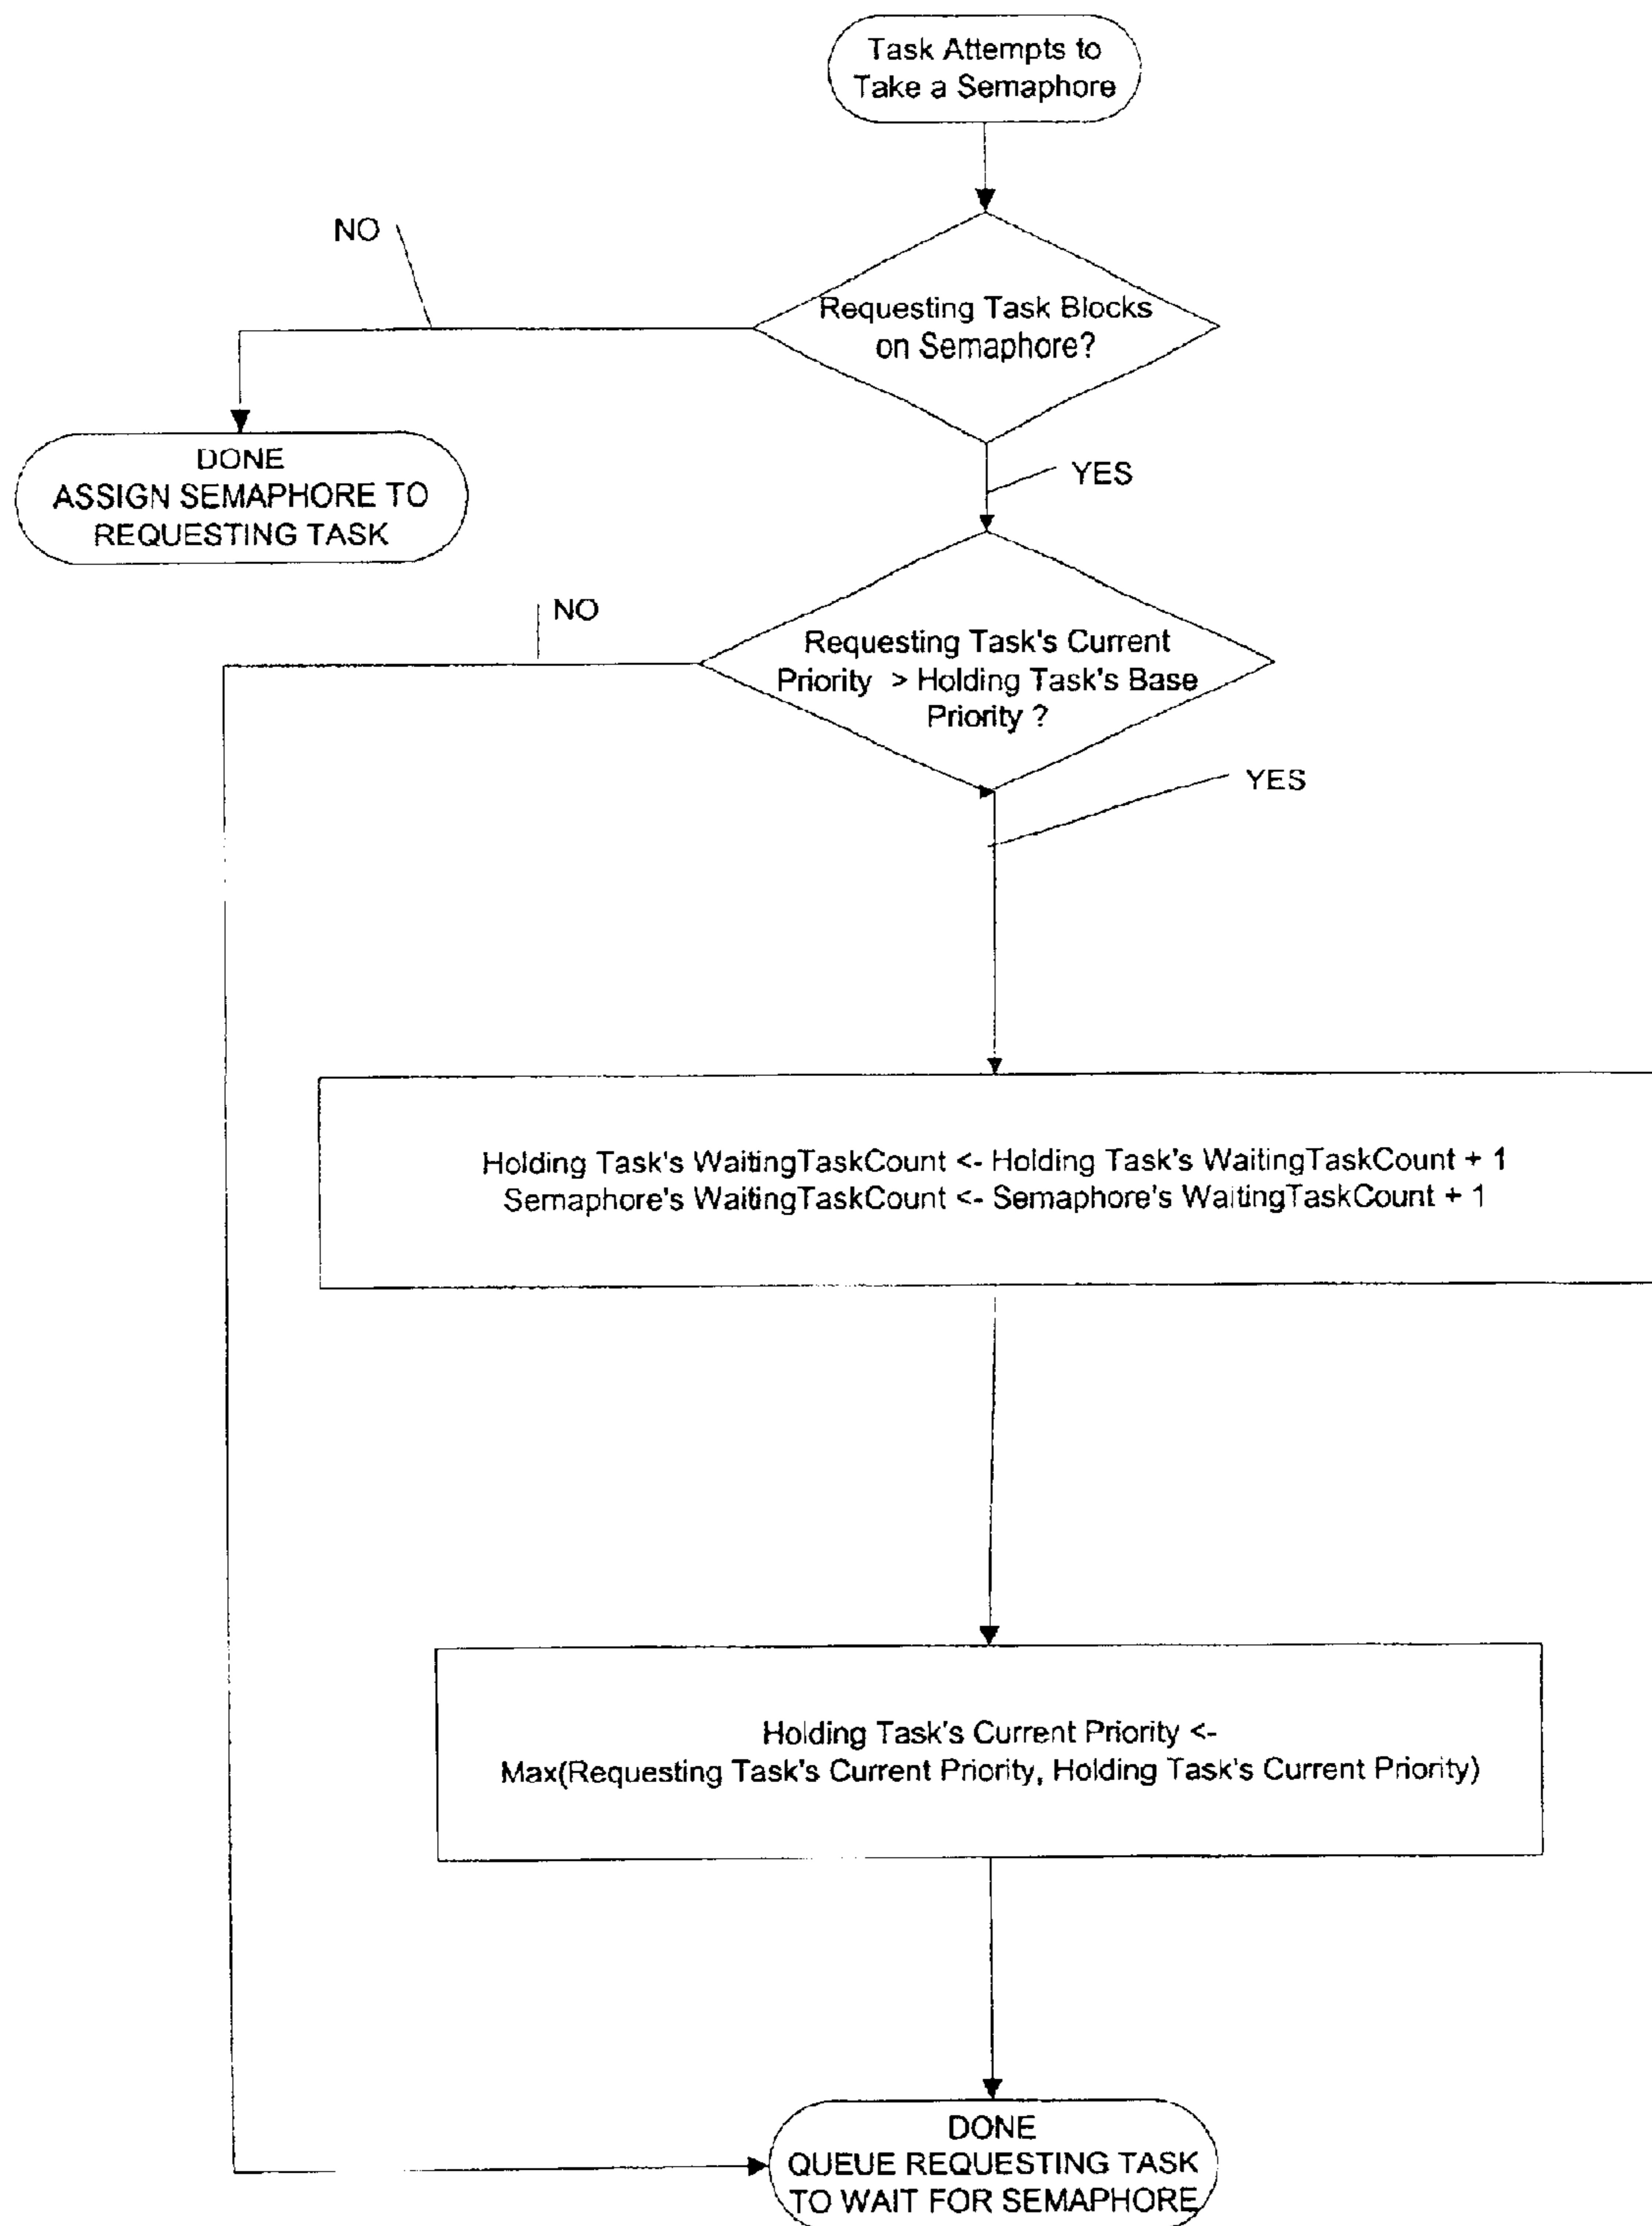 Task Attempts to
Take a Semaphore
NO
Requesting Task Blocks
on Semaphore?
DONE
ASSIGN SEMAPHORE TO
REQUESTING TASK
YES
NO
Requesting Task's Current
Priority > Holding Task's Base
Priority ?
YES
Holding Task's WaitingTaskCount <- Holding Task's WaitingTaskCount + 1
Semaphore's WaitingTaskCount <- Semaphore's WaitingTaskCount + 1
Holding Task's Current Priority <-
Max(Requesting Task's Current Priority, Holding Task's Current Priority)
DONE
QUEUE REQUESTING TASK
TO WAIT FOR SEMAPHORE